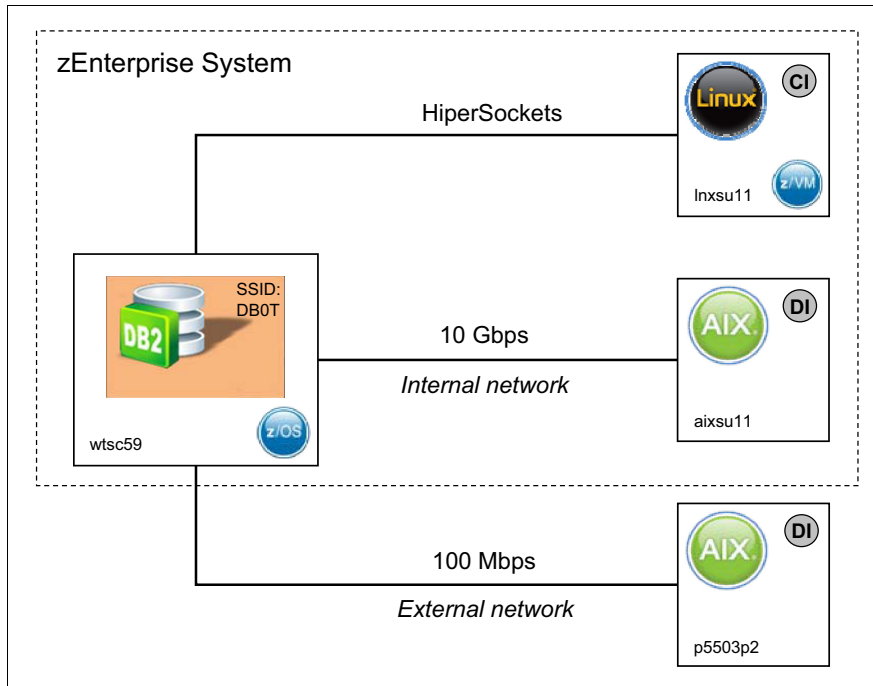 zEnterprise System
HiperSockets
Linux
CI
z/VM
lnxsu11
SSID:
DB0T
DB2
z/OS
wtsc59
10 Gbps
Internal network
AIX
DI
aixsu11
100 Mbps
External network
AIX
DI
p5503p2